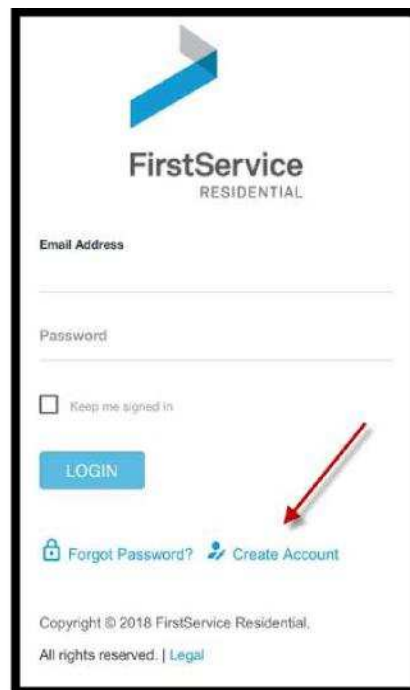 FirstService
RESIDENTIAL
Email Address
Password
Keep me signed in
LOGIN
Forgot Password? Create Account
Copyright © 2018 FirstService Residential,
All rights reserved. | Legal